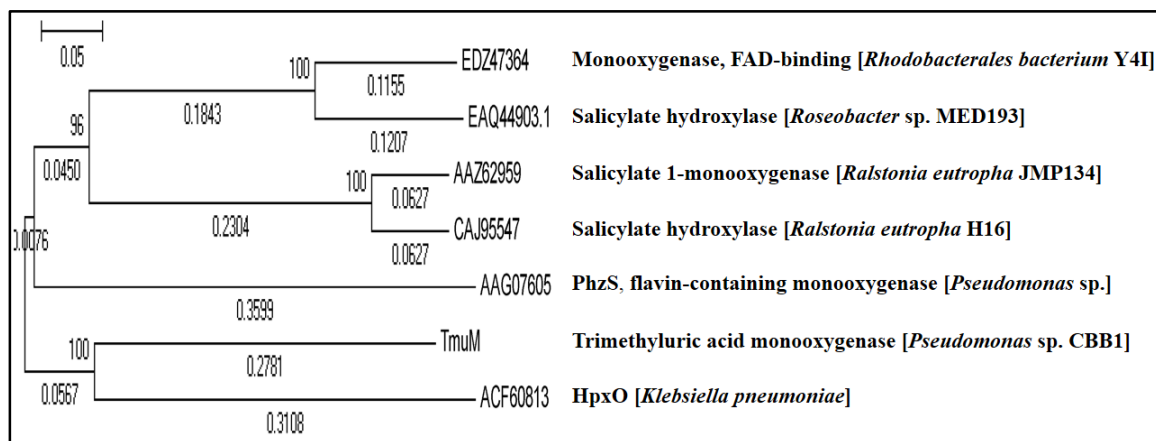 0.05
EDZ47364 Monooxygenase, FAD-binding [Rhodobacterales bacterium Y4I]
100
0.1155
0.1843
EAQ44903.1 Salicylate hydroxylase [Roseobacter sp. MED193]
96
0.1207
0.0450
AAZ62959 Salicylate 1-monooxygenase [Ralstonia eutropha JMP134]
100
0.0627
0.2304
CAJ95547 Salicylate hydroxylase [Ralstonia eutropha H16]
0.0076
0.0627
AAG07605 PhzS, flavin-containing monooxygenase [Pseudomonas sp.]
0.3599
TmuM Trimethyluric acid monooxygenase [Pseudomonas sp. CBB1]
100
0.2781
0.0567
ACF60813 HpxO [Klebsiella pneumoniae]
0.3108